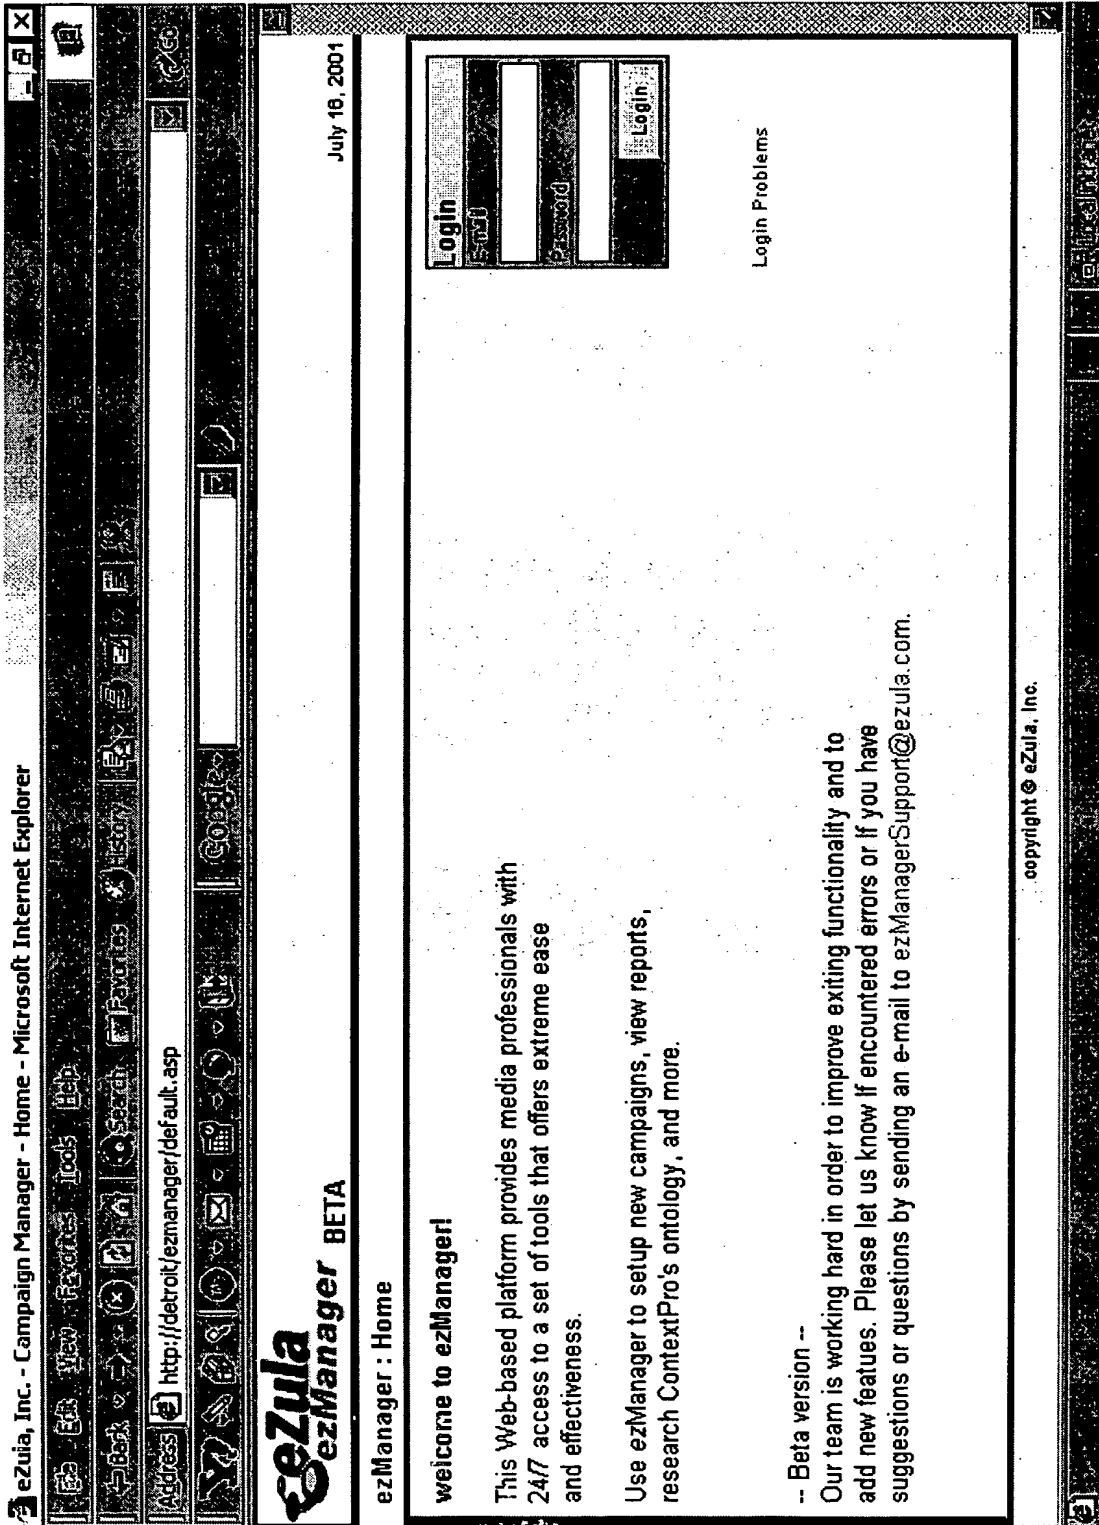 eZula, Inc. - Campaign Manager - Home - Microsoft Internet Explorer
File Edit View Favorites Tools Help
Back Search Favorites History
Address http://detroit/ezmanager/default.asp Go
Y? Google
eZula
ezManager BETA
July 16, 2001
ezManager : Home
welcome to ezManager!
This Web-based platform provides media professionals with
24/7 access to a set of tools that offers extreme ease
and effectiveness.
Use ezManager to setup new campaigns, view reports,
research ContextPro's ontology, and more.
-- Beta version --
Our team is working hard in order to improve exiting functionality and to
add new featues. Please let us know If encountered errors or If you have
suggestions or questions by sending an e-mail to ezManagerSupport@ezula.com.
Login
E-mail
Password
Login
Login Problems
copyright © eZula, Inc.
Local intranet